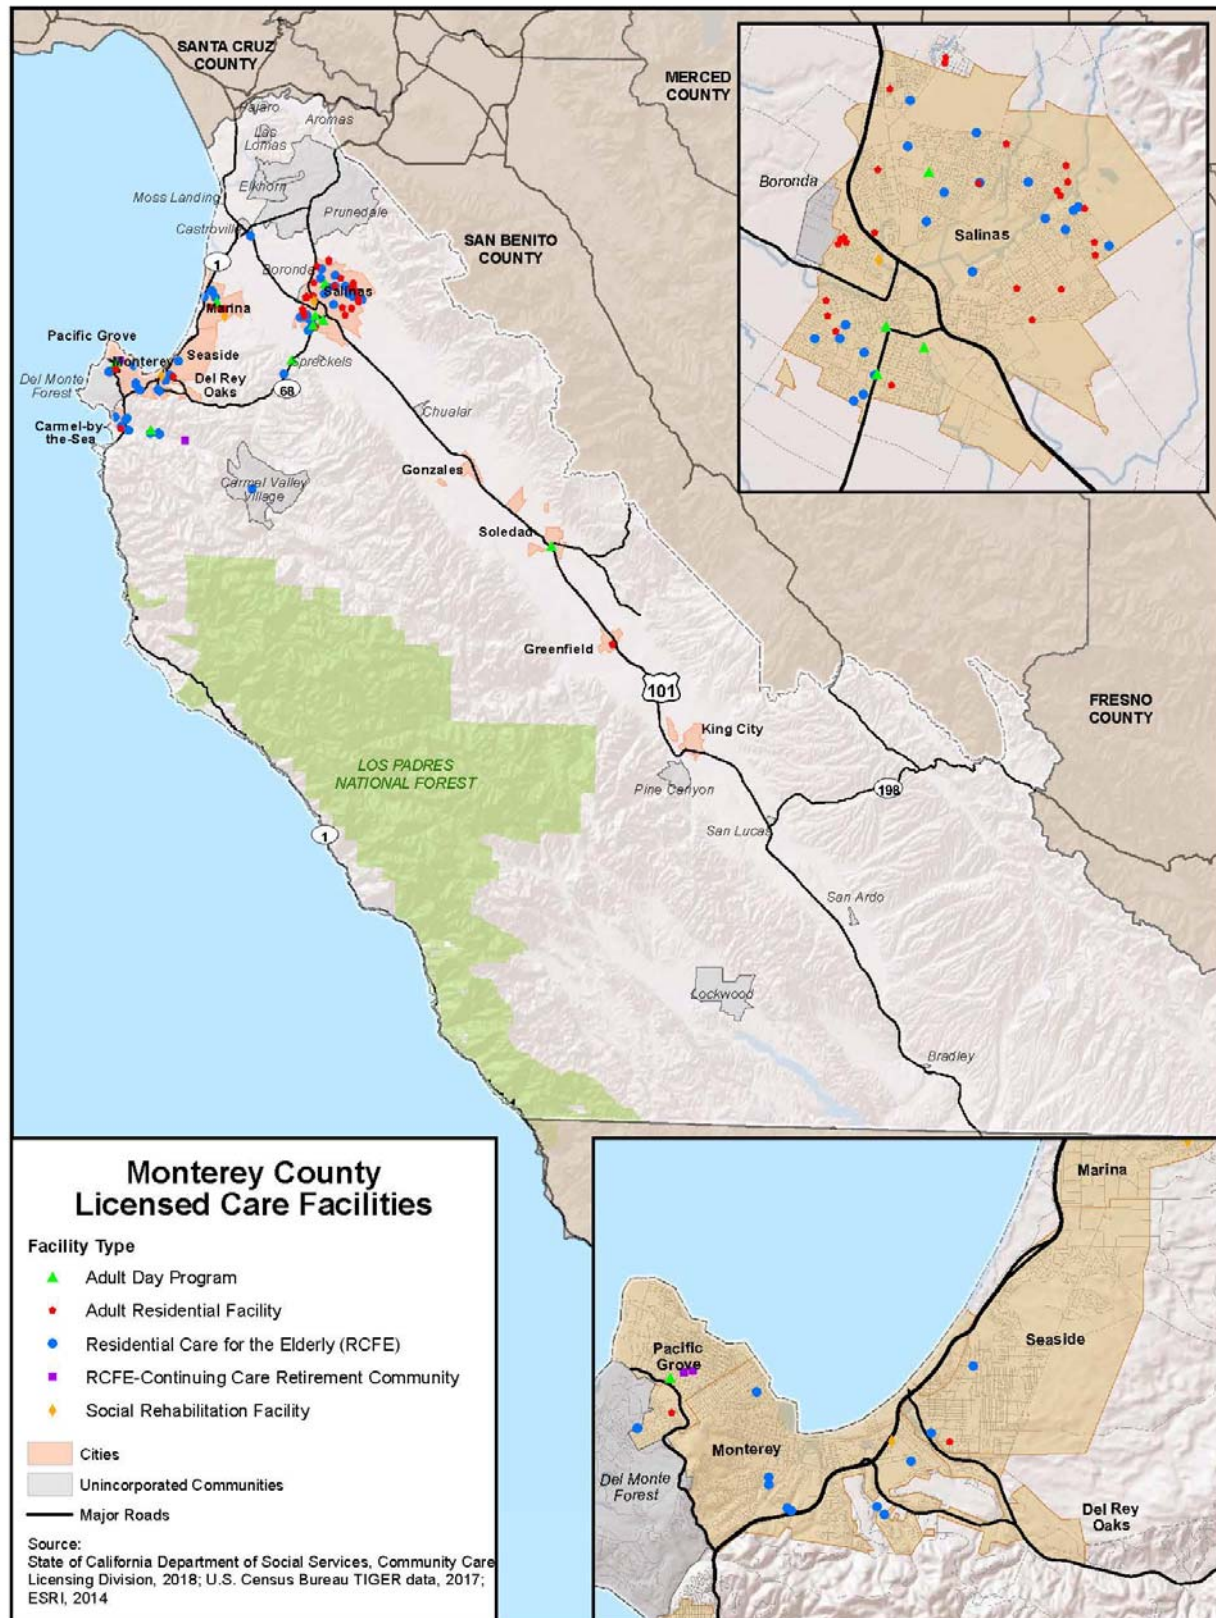 SANTA CRUZ
COUNTY
MERCED
COUNTY
Pajaro
Aromas
Las
Lomas
Elkhorn
Moss Landing
Prunedale
Castroville
SAN BENITO
COUNTY
1
Boronda
Salinas
Marina
Pacific Grove
Seaside
Monterey
Spreckels
Del Monte
Forest
Del Rey
Oaks
68
Chualar
Carmel-by-
the-Sea
Gonzales
Carmal Valley
Village
Soledad
Greenfield
101
FRESNO
COUNTY
King City
LOS PADRES
NATIONAL FOREST
Pine Canyon
198
San Lucas
1
San Ardo
Lockwood
Bradley
Boronda
Salinas
Monterey County
Licensed Care Facilities
Facility Type
Adult Day Program
Adult Residential Facility
Residential Care for the Elderly (RCFE)
RCFE-Continuing Care Retirement Community
Social Rehabilitation Facility
Cities
Unincorporated Communities
Major Roads
Source:
State of California Department of Social Services, Community Care
Licensing Division, 2018; U.S. Census Bureau TIGER data, 2017;
ESRI, 2014
Marina
Seaside
Pacific
Grove
Monterey
Del Monte
Forest
Del Rey
Oaks